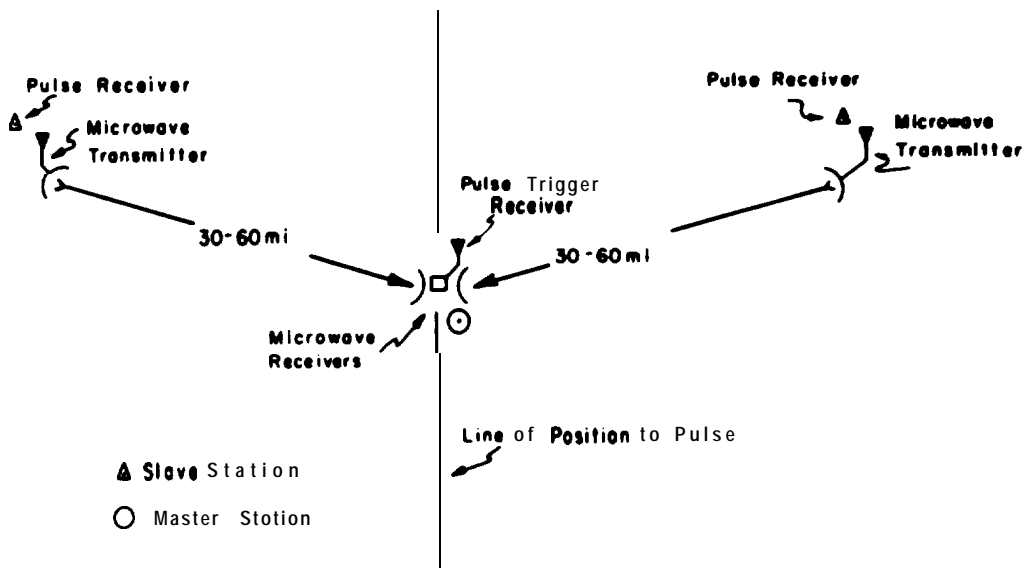 Pulse Receiver
Microwave
Transmitter
Pulse Receiver
Microwave
Transmitter
Pulse Trigger
Receiver
30-60mi
30-60mi
Microwave
Receivers
Line of Position to Pulse
Slave Station
Master Stotion